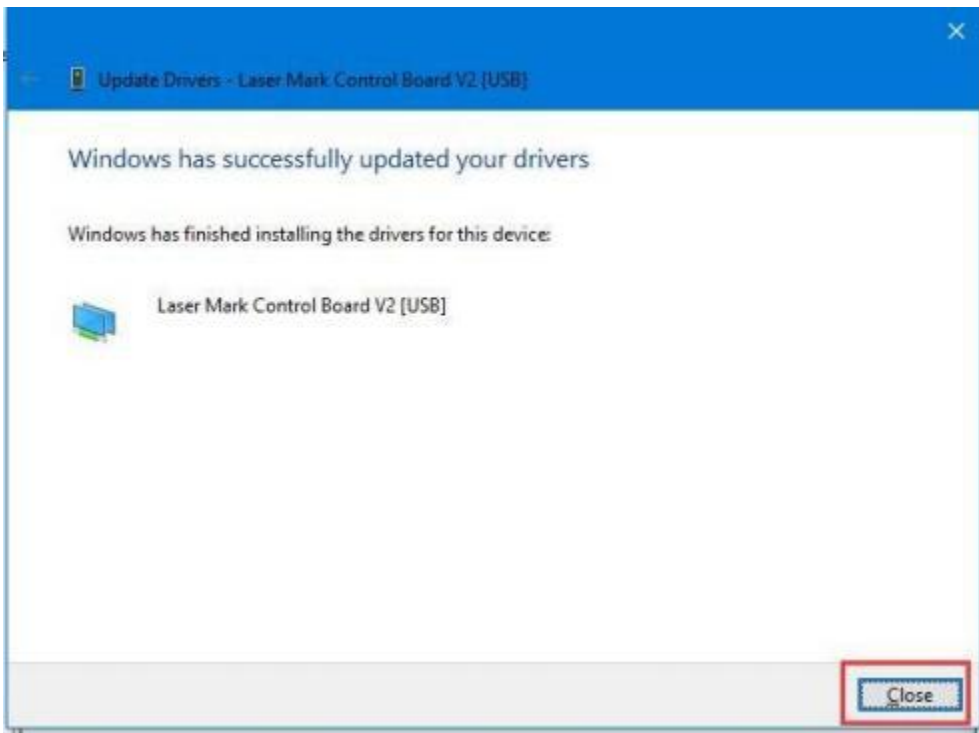 Update Drivers - Laser Mark Control Board V2 [USB]
Windows has successfully updated your drivers
Windows has finished installing the drivers for this device:
Laser Mark Control Board V2 [USB]
Close